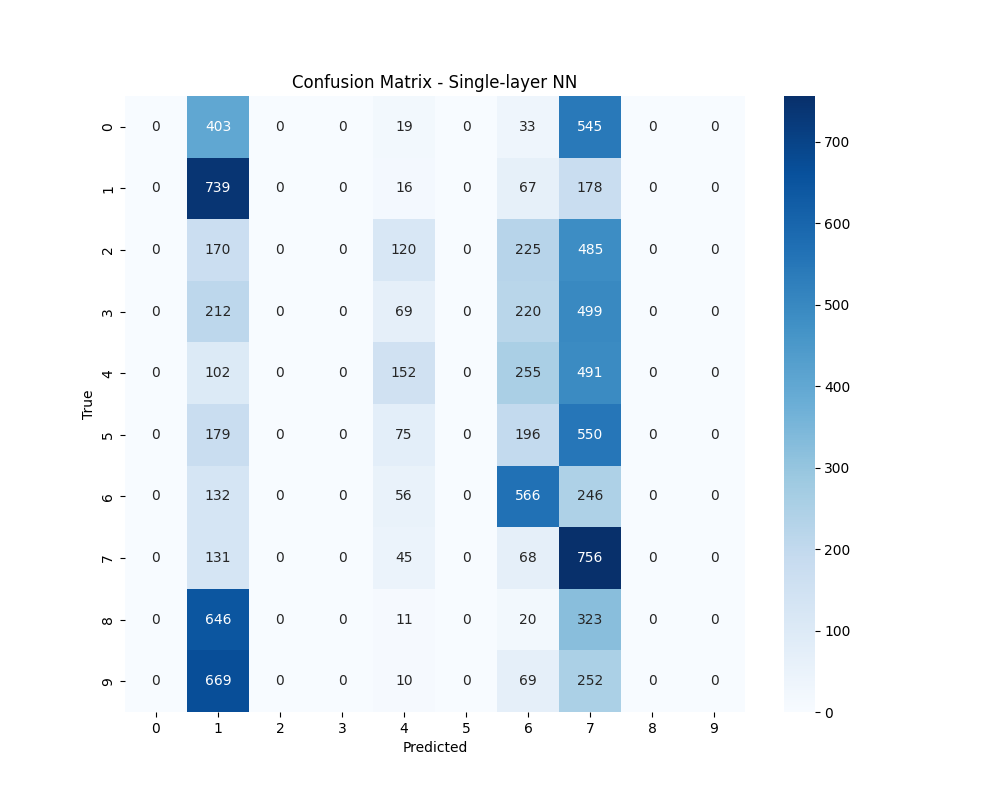 Confusion Matrix - Single-layer NN
0 0 403 0 0 19 0 33 545 0 0
1 0 739 0 0 16 0 67 178 0 0
2 0 170 0 0 120 0 225 485 0 0
3 0 212 0 0 69 0 220 499 0 0
4 0 102 0 0 152 0 255 491 0 0
5 0 179 0 0 75 0 196 550 0 0
6 0 132 0 0 56 0 566 246 0 0
7 0 131 0 0 45 0 68 756 0 0
8 0 646 0 0 11 0 20 323 0 0
9 0 669 0 0 10 0 69 252 0 0
0 1 2 3 4 5 6 7 8 9
Predicted
True
700
600
500
400
300
200
100
0